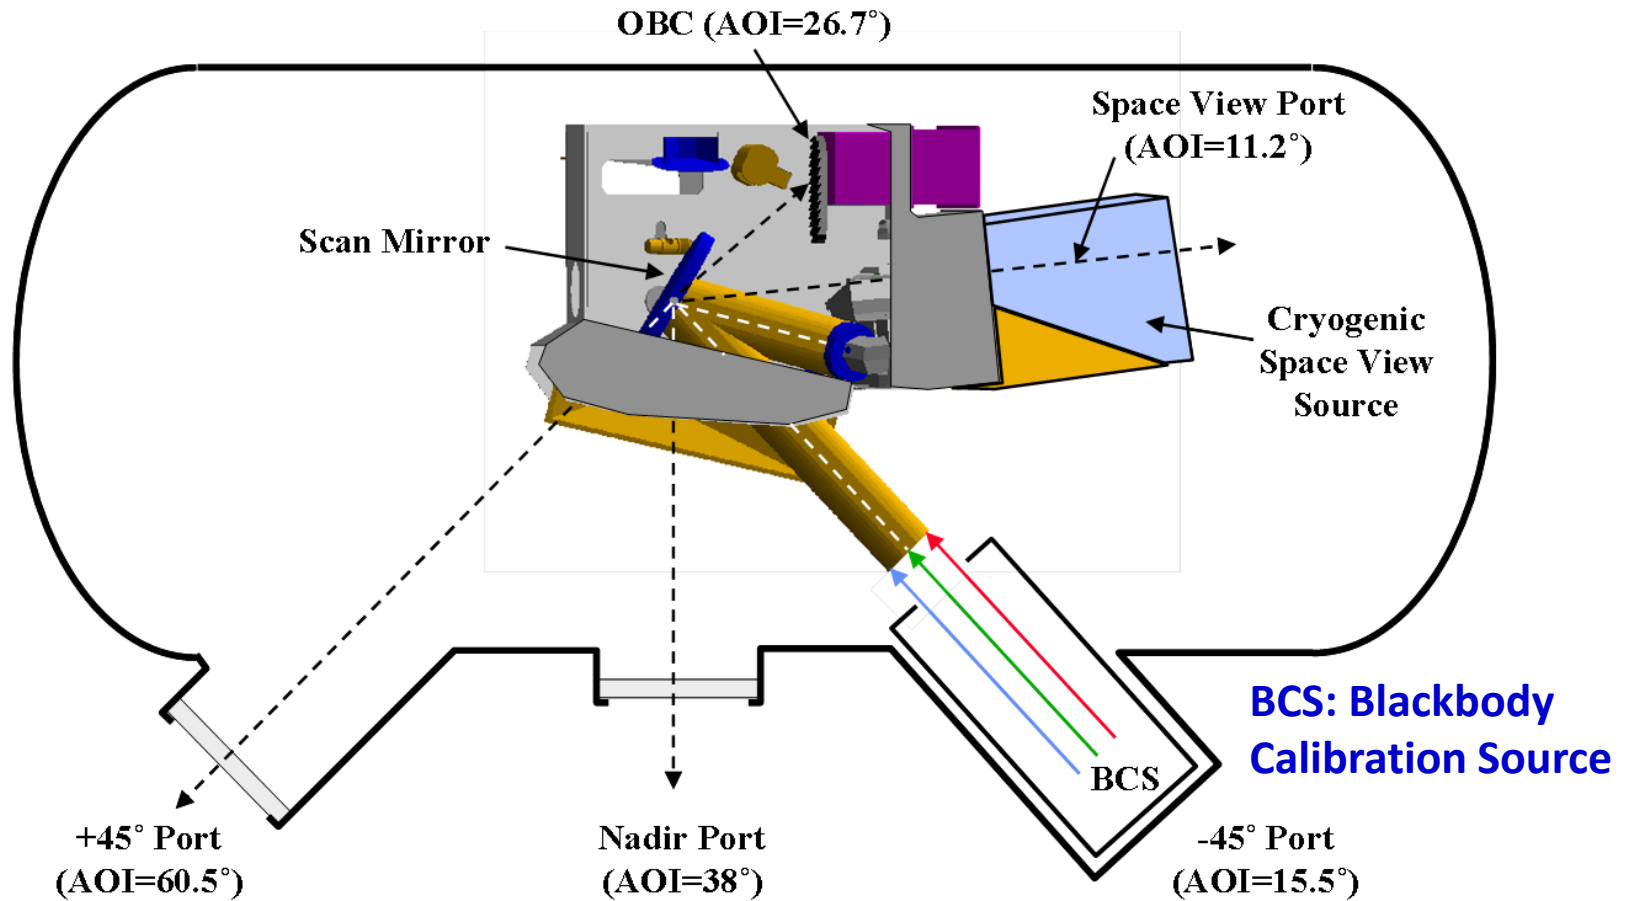 OBC (AOI=26.7°)
Space View Port
(AOI=11.2°)
Scan Mirror
Cryogenic
Space View
Source
BCS: Blackbody
Calibration Source
BCS
+45° Port
(AOI=60.5°)
Nadir Port
(AOI=38°)
-45° Port
(AOI=15.5°)